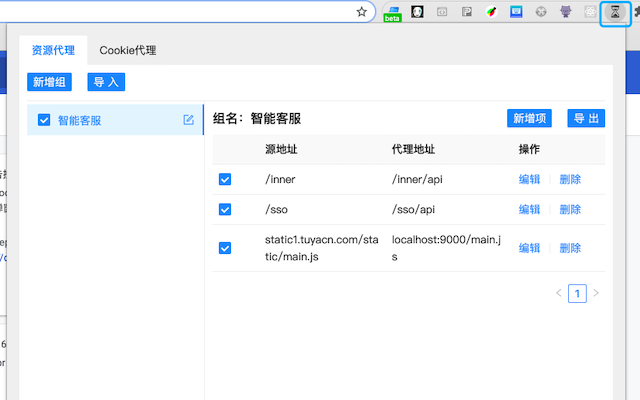 beta
资源代理 Cookie代理
新增组 导 入
智能客服
组名：智能客服 新增项 导 出
源地址 代理地址 操作
/inner /inner/api 编辑 删除
/sso /sso/api 编辑 删除
static1.tuyacn.com/sta localhost:9000/main.j 编辑 删除
tic/main.js s
< 1 >